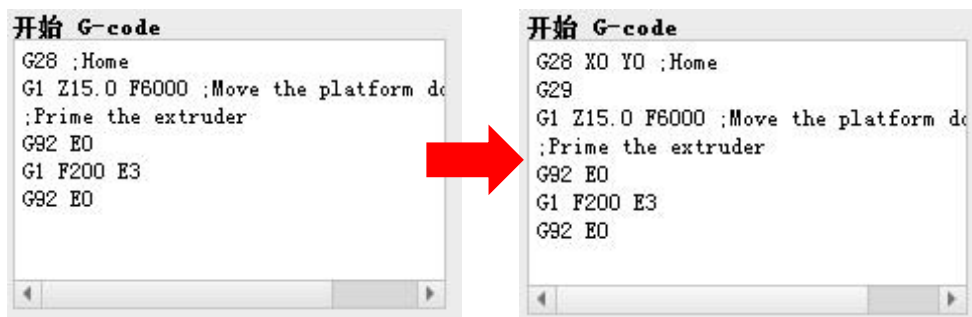 开始 G-code
G28 ;Home
G1 Z15.0 F6000 ;Move the platform do
;Prime the extruder
G92 E0
G1 F200 E3
G92 E0
开始 G-code
G28 X0 Y0 ;Home
G29
G1 Z15.0 F6000 ;Move the platform do
;Prime the extruder
G92 E0
G1 F200 E3
G92 E0